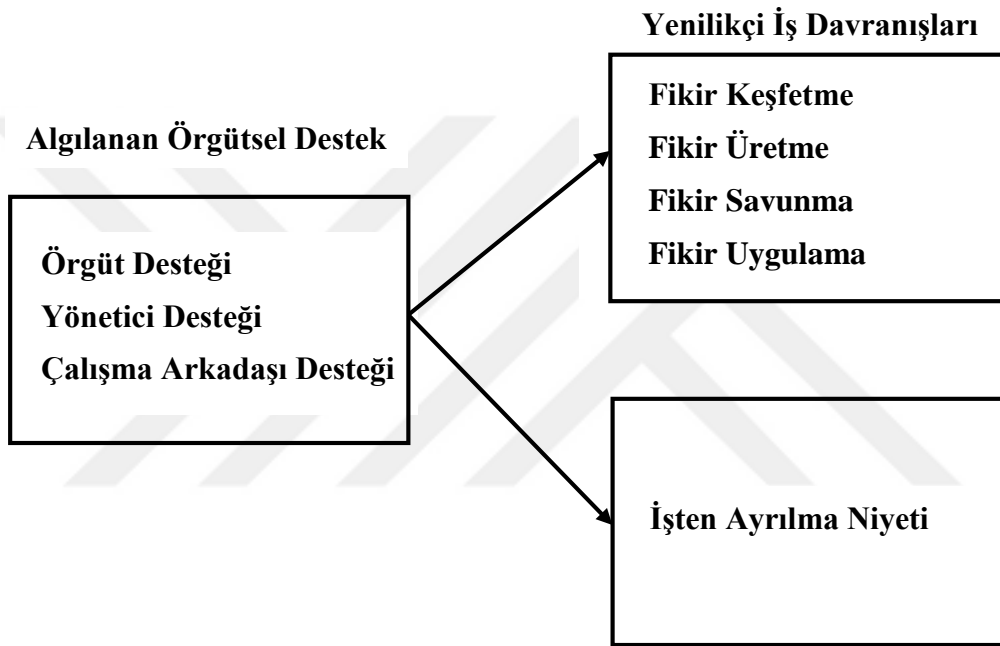 Yenilikçi İş Davranışları
Fikir Keşfetme
Fikir Üretme
Fikir Savunma
Fikir Uygulama
Algılanan Örgütsel Destek
Örgüt Desteği
Yönetici Desteği
Çalışma Arkadaşı Desteği
İşten Ayrılma Niyeti